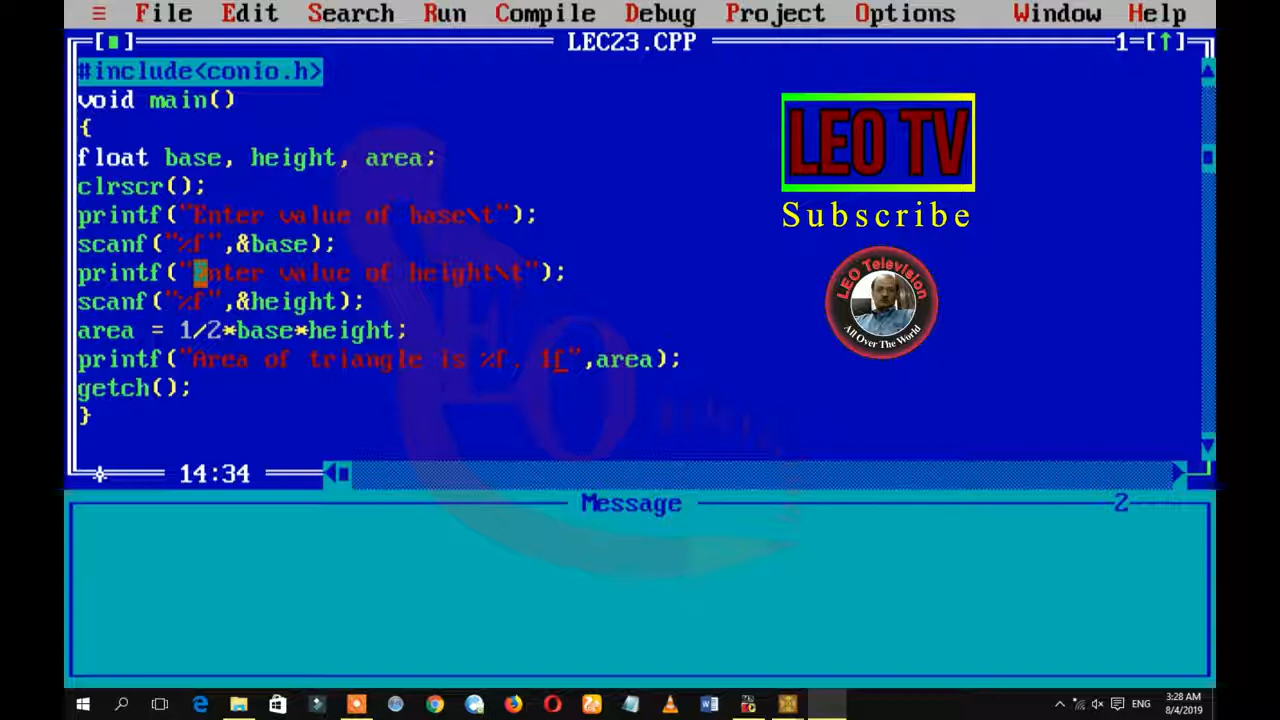 ≡ File Edit Search Run Compile Debug Project Options Window Help
[■] LEC23.CPP 1=[↑]
#include<conio.h>
void main()
{
float base, height, area;
clrscr();
printf("Enter value of base\t");
scanf("%f",&base);
printf("Enter value of height\t");
scanf("%f",&height);
area = 1/2*base*height;
printf("Area of triangle is %f. 1f",area);
getch();
}
14:34
Message 2
LEO TV
Subscribe
LEO Television
All Over The World
ENG
3:28 AM
8/4/2019